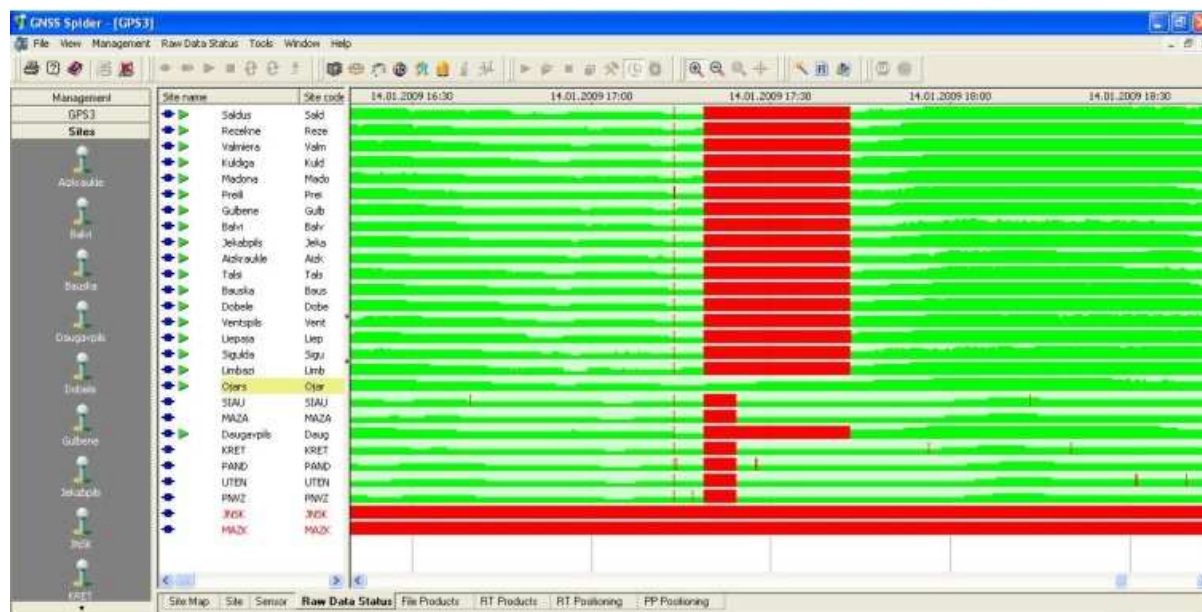 GNSS Spider - [GPS3]
File View Management Raw Data Status Tools Window Help
Management
GPS3
Sites
Aizkraukle
Balvi
Bauska
Daugavpils
Dobele
Gulbene
Jekabpils
JNSK
KRET
Site name Site code 14.01.2009 16:30 14.01.2009 17:00 14.01.2009 17:30 14.01.2009 18:00 14.01.2009 18:30
Saldus Sald
Rezekne Reze
Valmiera Valm
Kuldiga Kuld
Madona Mado
Preili Prei
Gulbene Gulb
Balvi Balv
Jekabpils Jeka
Aizkraukle Aizk
Talsi Tals
Bauska Baus
Dobele Dobe
Ventspils Vent
Liepaja Liep
Sigulda Sigu
Limbazi Limb
Ojars Ojar
SIAU SIAU
MAZA MAZA
Daugavpils Daug
KRET KRET
PAND PAND
UTEN UTEN
PNVZ PNVZ
JNSK JNSK
MAZK MAZK
Site Map Site Sensor Raw Data Status File Products RT Products RT Positioning PP Positioning